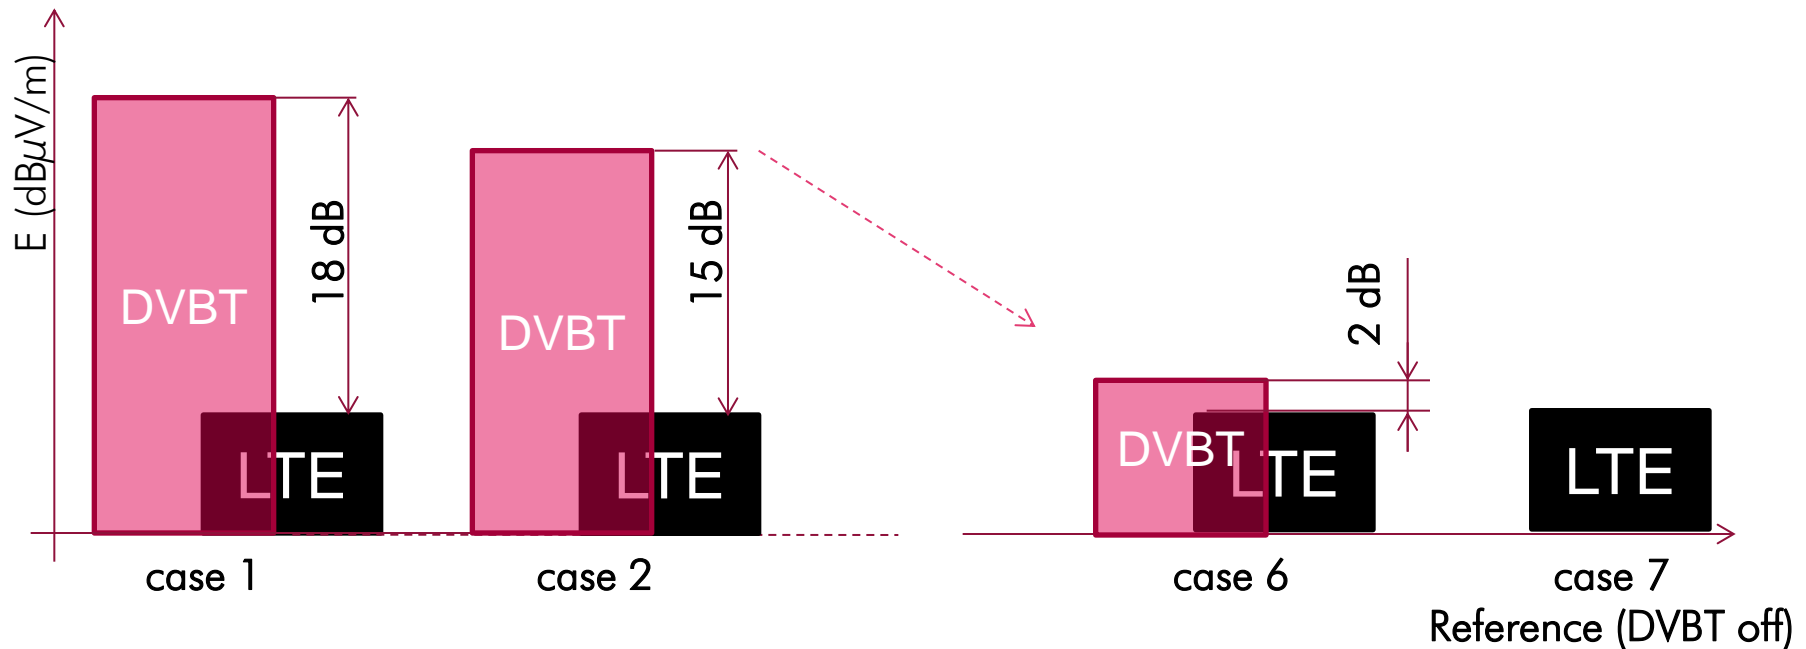 E (dBµV/m)
DVBT
LTE
18 dB
DVBT
LTE
15 dB
DVBT
LTE
2 dB
LTE
case 1
case 2
case 6
case 7
Reference (DVBT off)